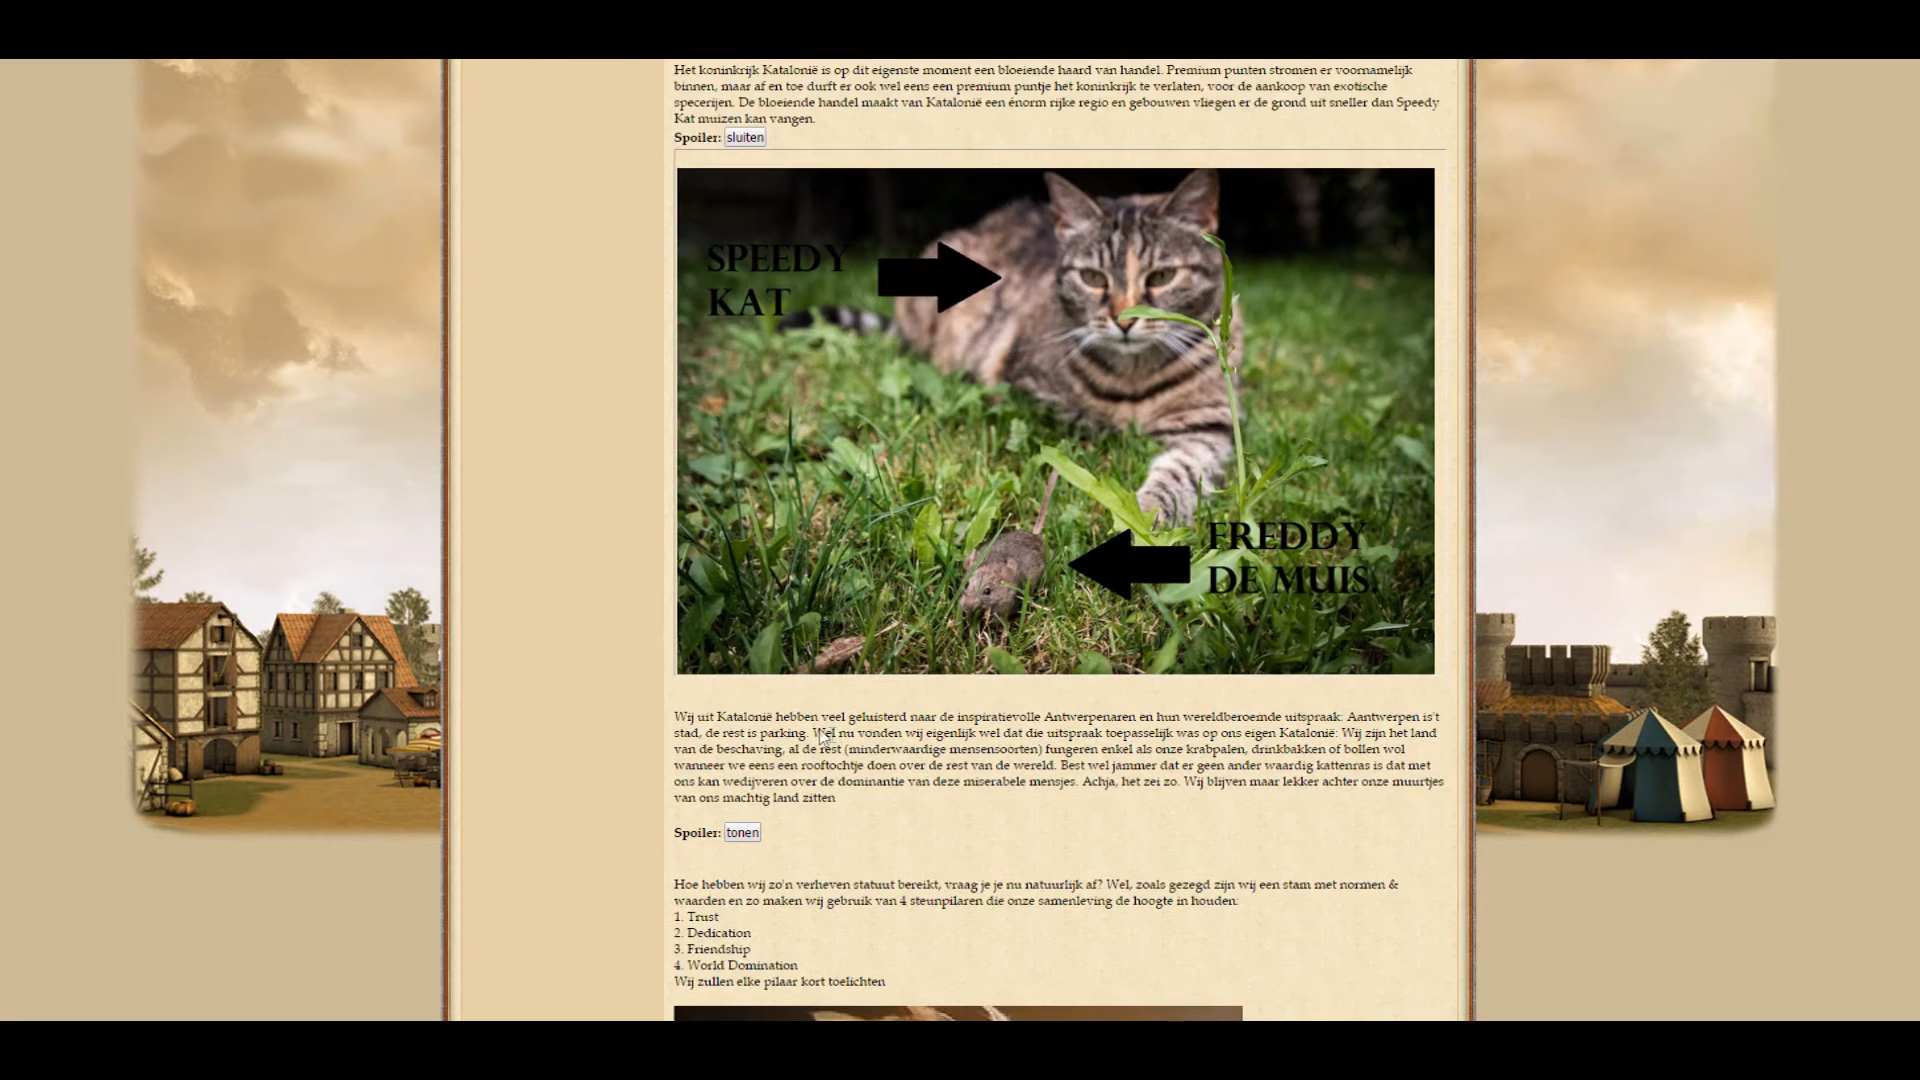 Het koninkrijk Katalonië is op dit eigenste moment een bloeiende haard van handel. Premium punten stromen er voornamelijk
binnen, maar af en toe durft er ook wel eens een premium puntje het koninkrijk te verlaten, voor de aankoop van exotische
specerijen. De bloeiende handel maakt van Katalonië een enorm rijke regio en gebouwen vliegen er de grond uit sneller dan Speedy
Kat muizen kan vangen.
Spoiler: sluiten
SPEEDY
KAT
FREDDY
DE MUIS.
Wij uit Katalonië hebben veel geluisterd naar de inspiratievolle Antwerpenaren en hun wereldberoemde uitspraak: Aantwerpen is't
stad, de rest is parking. Wel nu vonden wij eigenlijk wel dat die uitspraak toepasselijk was op ons eigen Katalonië: Wij zijn het land
van de beschaving, al de rest (minderwaardige mensensoorten) fungeren enkel als onze krabpalen, drinkbakken of bollen wol
wanneer we eens een rooftochtje doen over de rest van de wereld. Best wel jammer dat er geen ander waardig kattenras is dat met
ons kan wedijveren over de dominantie van deze miserabele mensjes. Achja, het zei zo. Wij blijven maar lekker achter onze muurtjes
van ons machtig land zitten
Spoiler: tonen
Hoe hebben wij zo'n verheven statuut bereikt, vraag je je nu natuurlijk af? Wel, zoals gezegd zijn wij een stam met normen &
waarden en zo maken wij gebruik van 4 steunpilaren die onze samenleving de hoogte in houden:
1. Trust
2. Dedication
3. Friendship
4. World Domination
Wij zullen elke pilaar kort toelichten